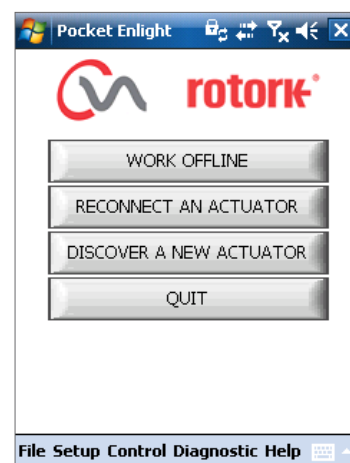 Pocket Enlight
rotork
WORK OFFLINE
RECONNECT AN ACTUATOR
DISCOVER A NEW ACTUATOR
QUIT
File Setup Control Diagnostic Help